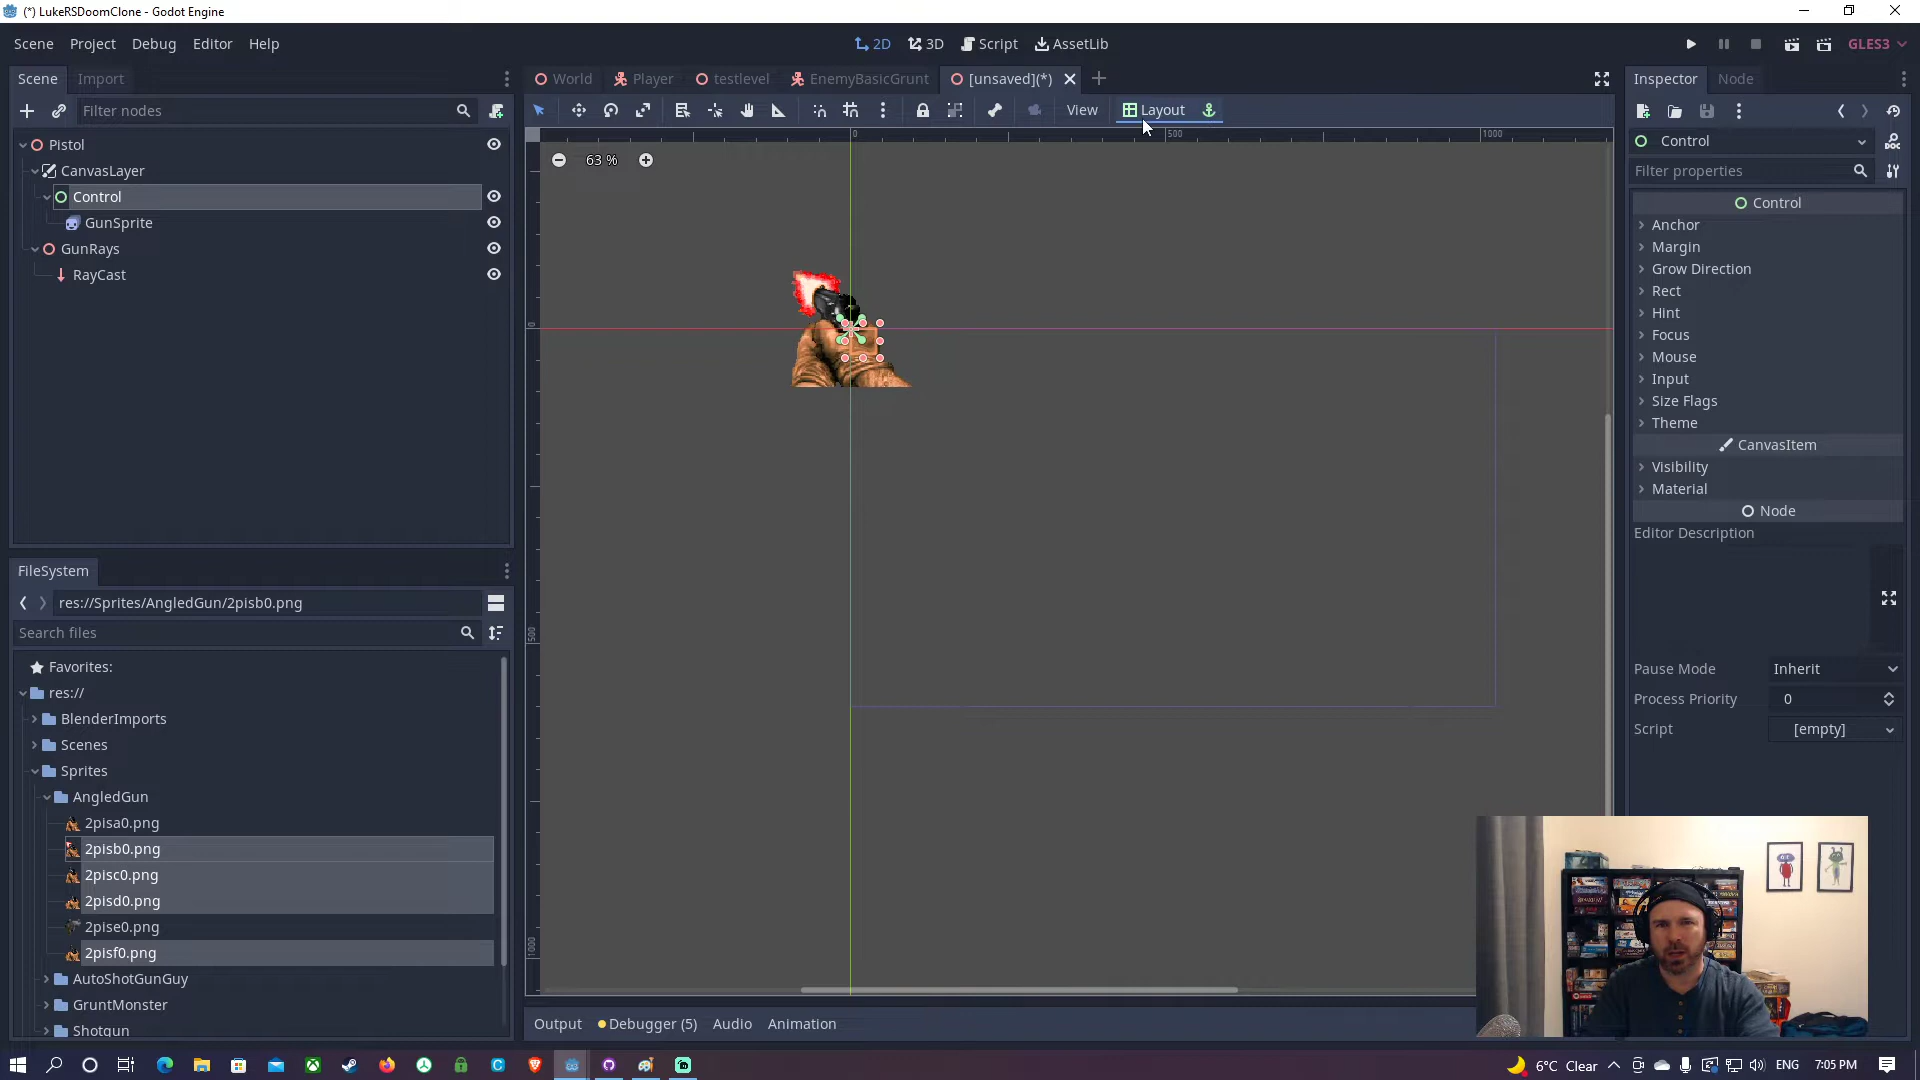 (*) LukeRSDoomClone - Godot Engine
Scene Project Debug Editor Help
2D 3D Script AssetLib
GLES3
Scene Import
World Player testlevel EnemyBasicGrunt [unsaved](*)
Inspector Node
Filter nodes
View Layout
Pistol
CanvasLayer
Control
GunSprite
GunRays
RayCast
0 500 1000
63 %
0
500
1000
Control
Filter properties
Control
Anchor
Margin
Grow Direction
Rect
Hint
Focus
Mouse
Input
Size Flags
Theme
CanvasItem
Visibility
Material
Node
Editor Description
Pause Mode Inherit
Process Priority 0
Script [empty]
FileSystem
res://Sprites/AngledGun/2pisb0.png
Search files
Favorites:
res://
BlenderImports
Scenes
Sprites
AngledGun
2pisa0.png
2pisb0.png
2pisc0.png
2pisd0.png
2pise0.png
2pisf0.png
AutoShotGunGuy
GruntMonster
Shotgun
Output Debugger (5) Audio Animation
6°C Clear ENG 7:05 PM